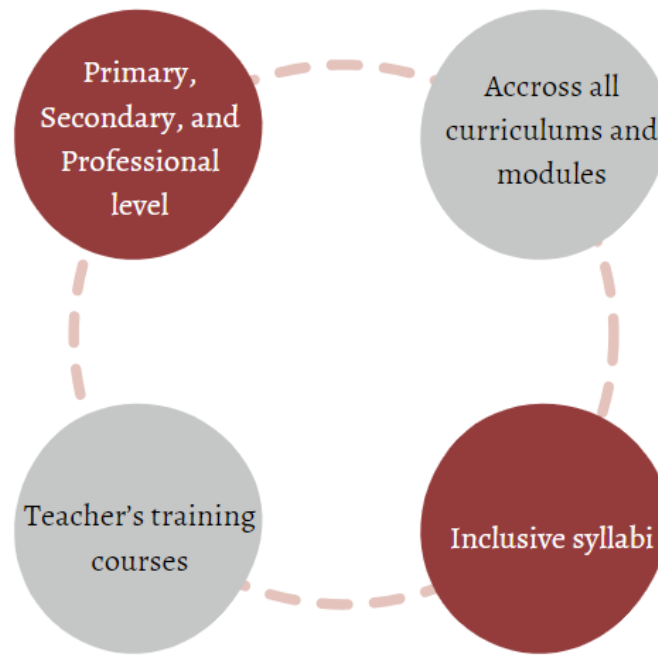 Primary,
Secondary, and
Professional
level
Accross all
curriculums and
modules
Teacher’s training
courses
Inclusive syllabi